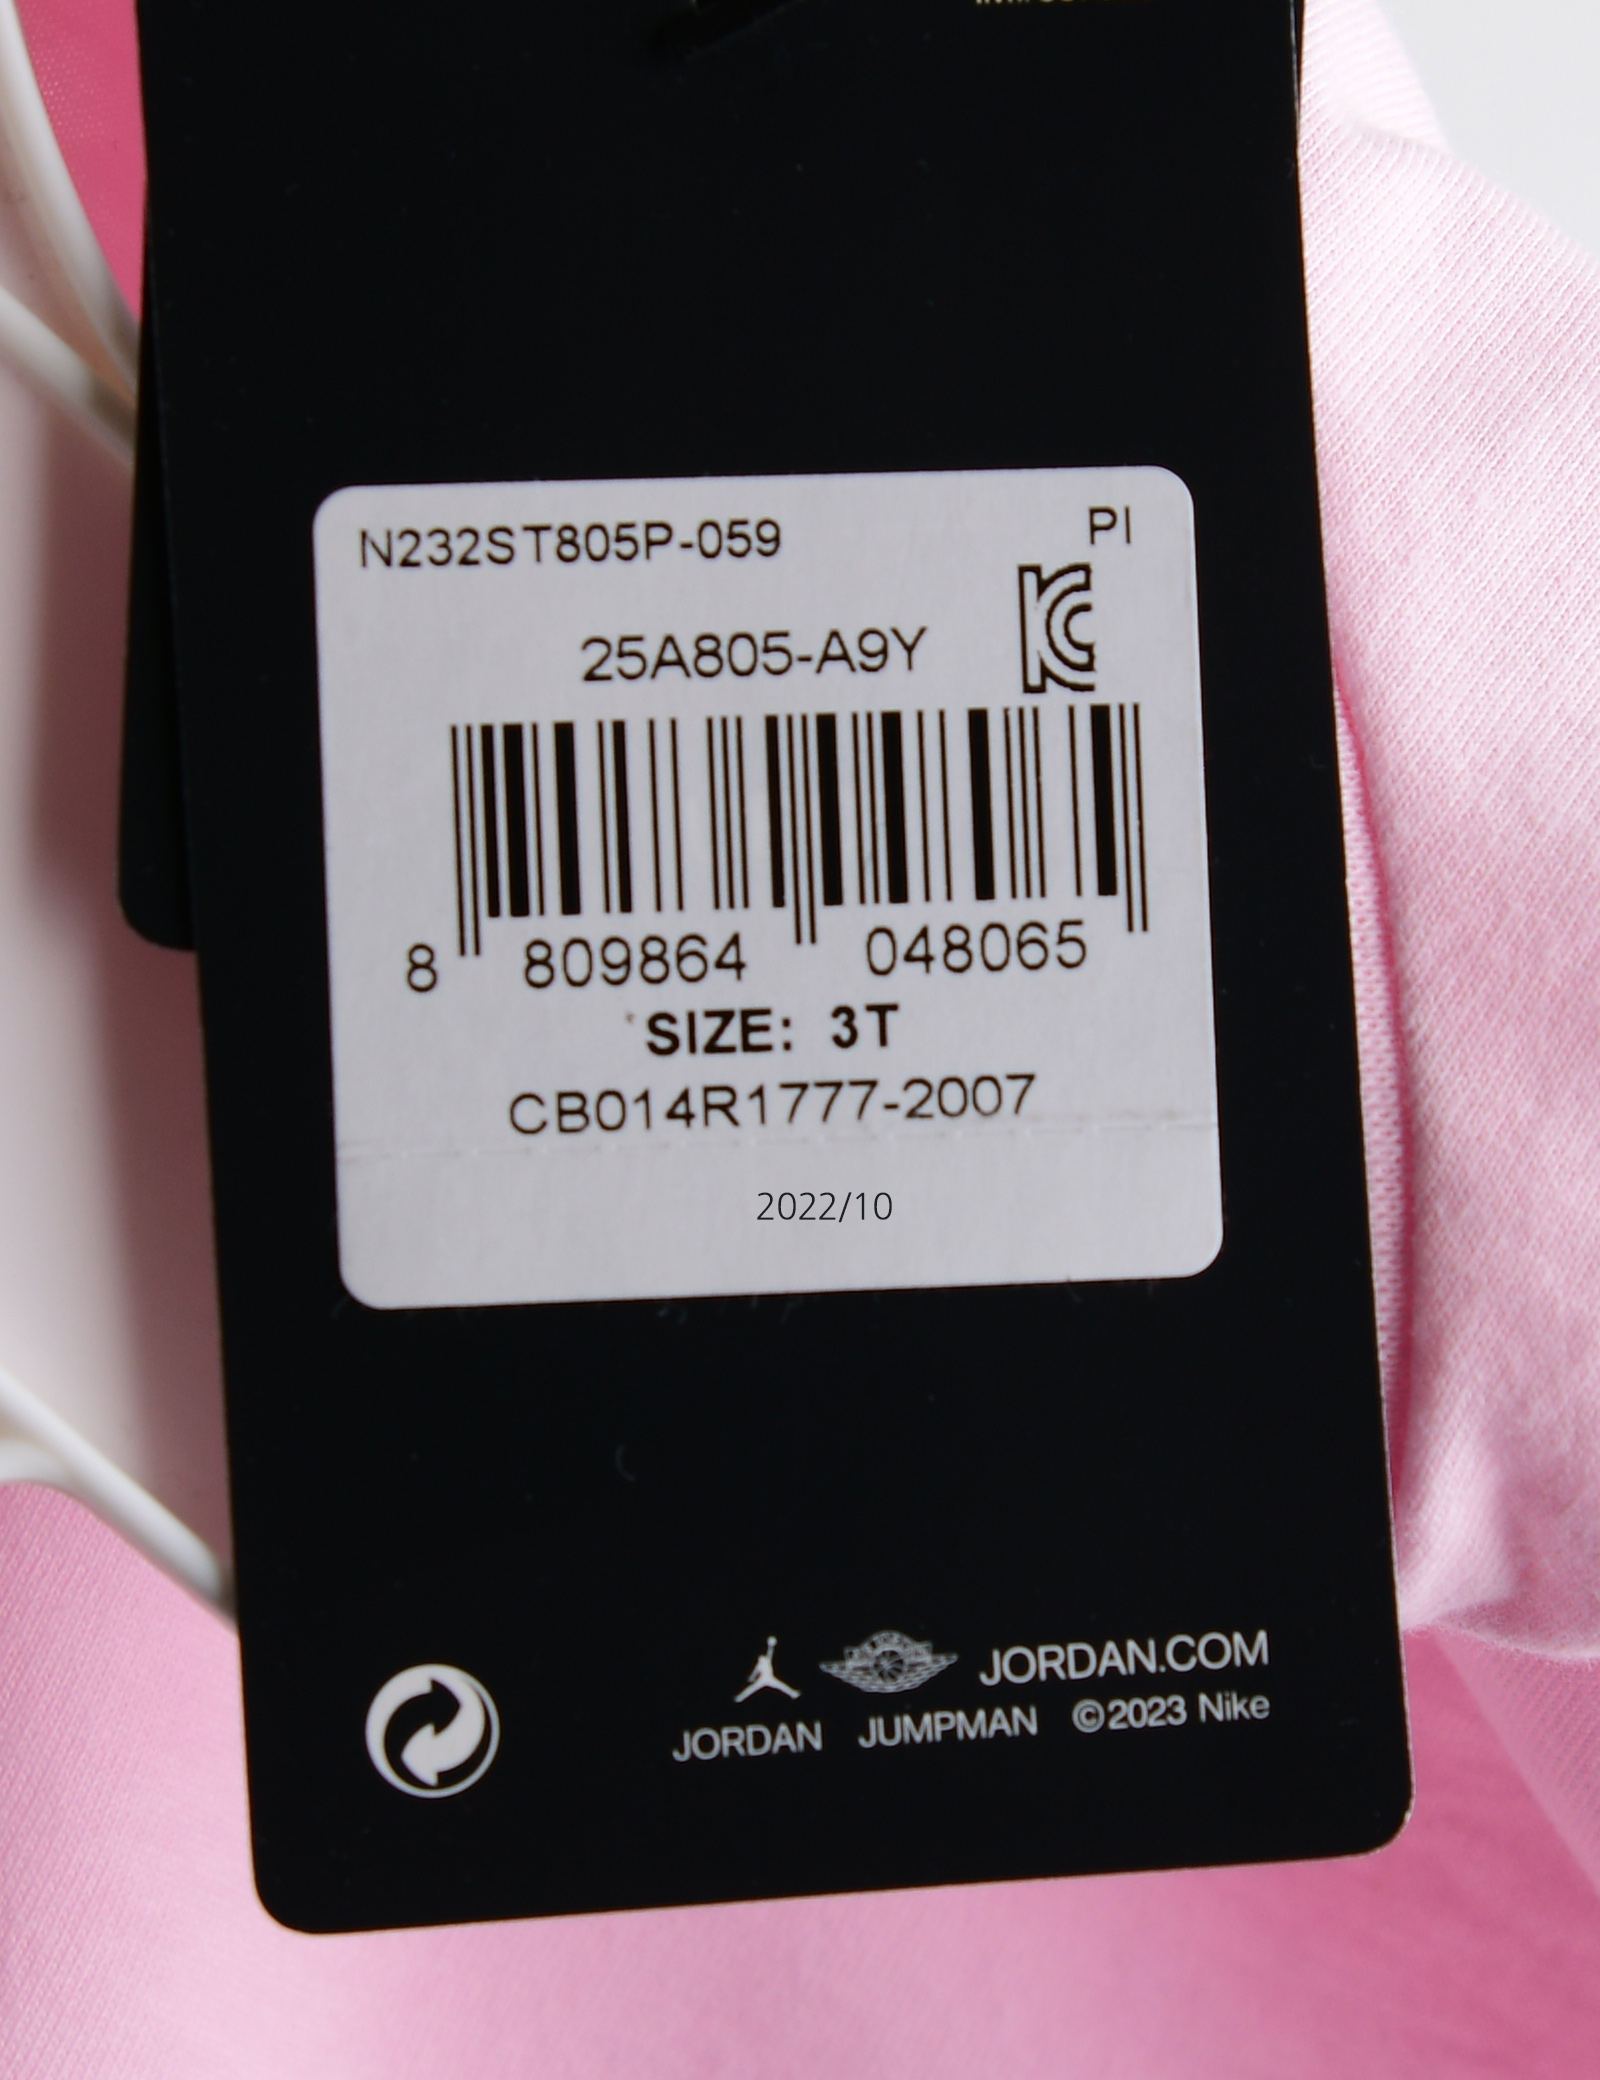 N232ST805P-059 PI
25A805-A9Y
8 809864 048065
SIZE: 3T
CB014R1777-2007
2022/10
JORDAN.COM
JORDAN JUMPMAN ©2023 Nike